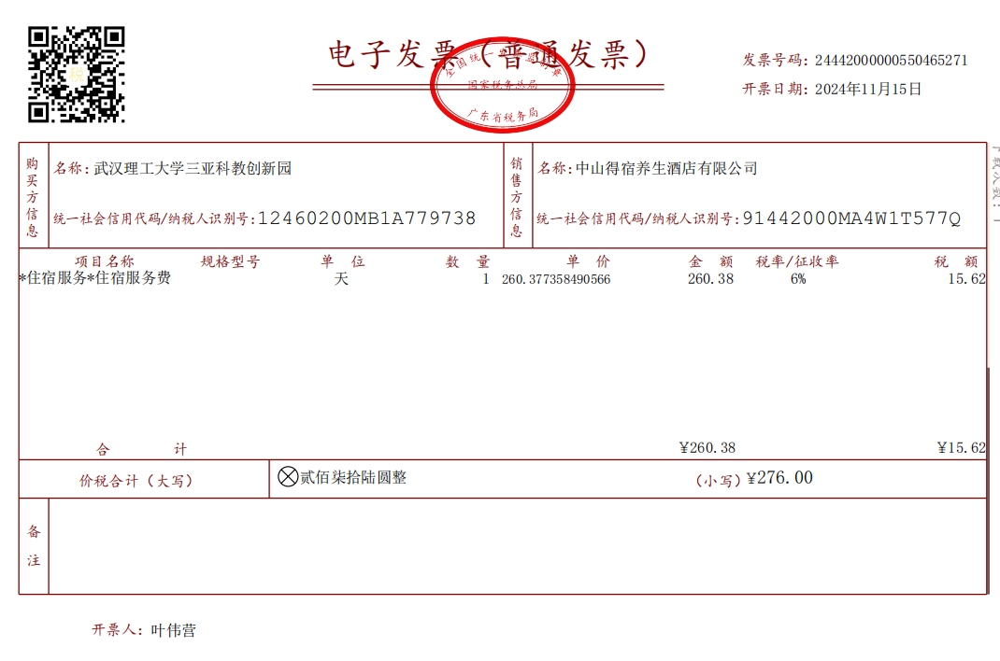 电子发票（普通发票）
全国统一发票监制章
国家税务总局
广东省税务局
发票号码：24442000000550465271
开票日期：2024年11月15日
购买方信息
名称：武汉理工大学三亚科教创新园
统一社会信用代码/纳税人识别号：12460200MB1A779738
销售方信息
名称：中山得宿养生酒店有限公司
统一社会信用代码/纳税人识别号：91442000MA4W1T577Q
项目名称 规格型号 单 位 数 量 单 价 金 额 税率/征收率 税 额
*住宿服务*住宿服务费 天 1 260.377358490566 260.38 6% 15.62
合 计 ¥260.38 ¥15.62
价税合计（大写） 贰佰柒拾陆圆整 （小写）¥276.00
备注
开票人：叶伟营